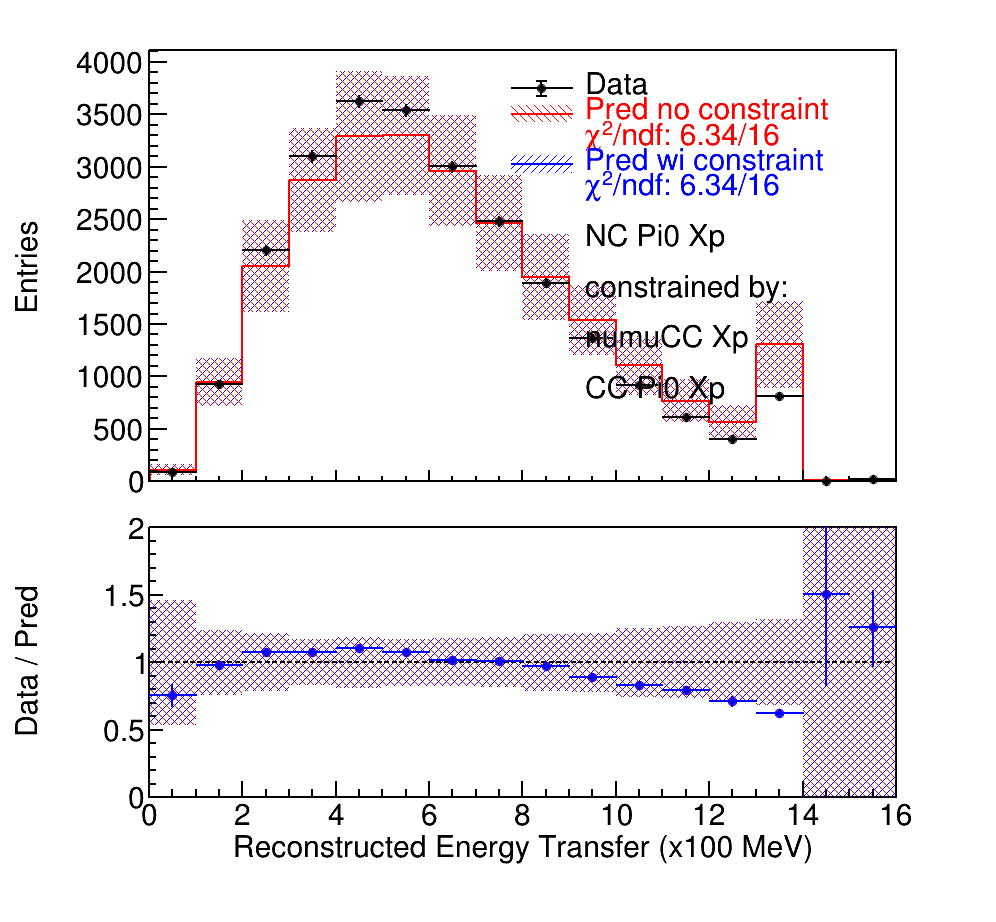 4000
3500
3000
2500
2000
1500
1000
500
0
Entries
Data
Pred no constraint
χ²/ndf: 6.34/16
Pred wi constraint
χ²/ndf: 6.34/16
NC Pi0 Xp
constrained by:
numuCC Xp
CC Pi0 Xp
2
1.5
1
0.5
0
Data / Pred
0 2 4 6 8 10 12 14 16
Reconstructed Energy Transfer (x100 MeV)